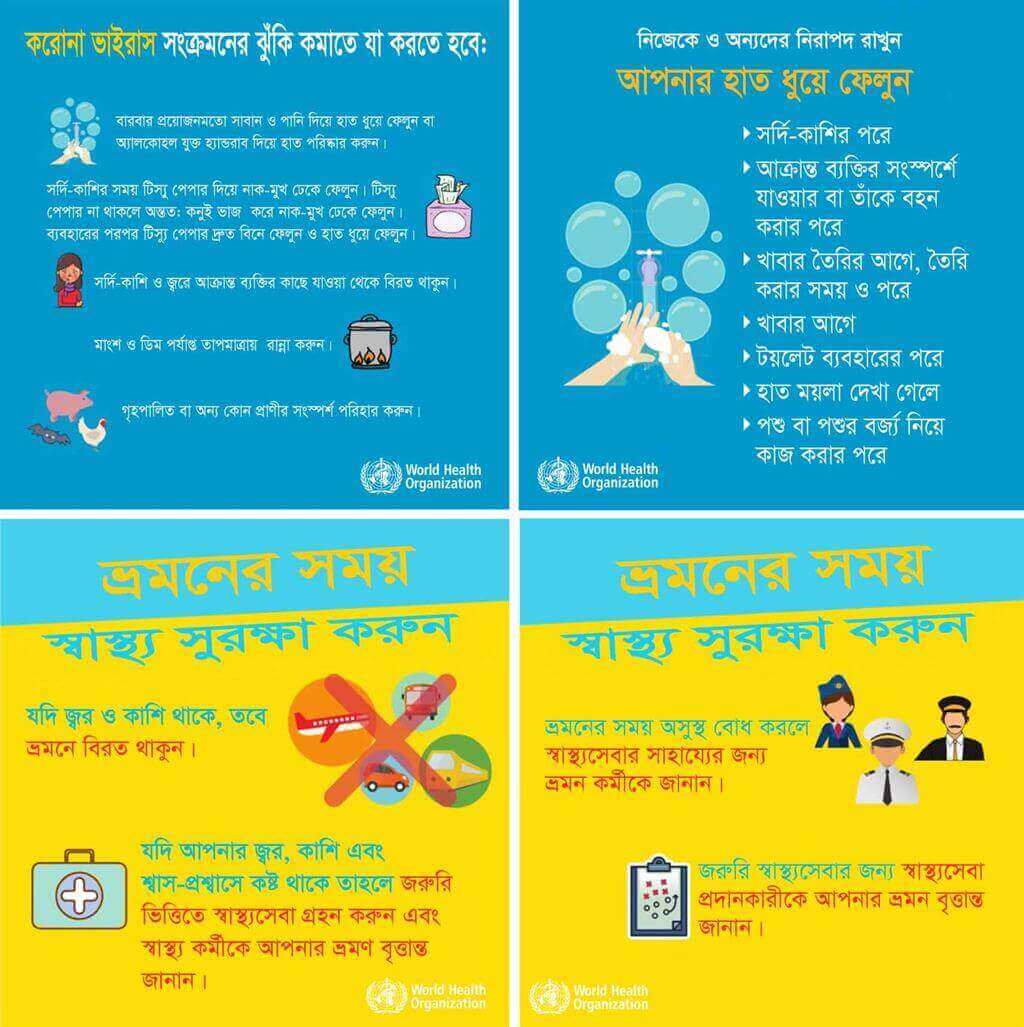 করোনা ভাইরাস সংক্রমনের ঝুঁকি কমাতে যা করতে হবে:
বারবার প্রয়োজনমতো সাবান ও পানি দিয়ে হাত ধুয়ে ফেলুন বা
অ্যালকোহল যুক্ত হ্যান্ডরাব দিয়ে হাত পরিষ্কার করুন।
সর্দি-কাশির সময় টিস্যু পেপার দিয়ে নাক-মুখ ঢেকে ফেলুন। টিস্যু
পেপার না থাকলে অন্তত: কনুই ভাজ করে নাক-মুখ ঢেকে ফেলুন।
ব্যবহারের পরপর টিস্যু পেপার দ্রুত বিনে ফেলুন ও হাত ধুয়ে ফেলুন।
সর্দি-কাশি ও জ্বরে আক্রান্ত ব্যক্তির কাছে যাওয়া থেকে বিরত থাকুন।
মাংশ ও ডিম পর্যাপ্ত তাপমাত্রায় রান্না করুন।
গৃহপালিত বা অন্য কোন প্রাণীর সংস্পর্শ পরিহার করুন।
World Health
Organization
নিজেকে ও অন্যদের নিরাপদ রাখুন
আপনার হাত ধুয়ে ফেলুন
সর্দি-কাশির পরে
আক্রান্ত ব্যক্তির সংস্পর্শে
যাওয়ার বা তাঁকে বহন
করার পরে
খাবার তৈরির আগে, তৈরি
করার সময় ও পরে
খাবার আগে
টয়লেট ব্যবহারের পরে
হাত ময়লা দেখা গেলে
পশু বা পশুর বর্জ্য নিয়ে
কাজ করার পরে
World Health
Organization
ভ্রমনের সময়
স্বাস্থ্য সুরক্ষা করুন
যদি জ্বর ও কাশি থাকে, তবে
ভ্রমনে বিরত থাকুন।
যদি আপনার জ্বর, কাশি এবং
শ্বাস-প্রশ্বাসে কষ্ট থাকে তাহলে জরুরি
ভিত্তিতে স্বাস্থ্যসেবা গ্রহন করুন এবং
স্বাস্থ্য কর্মীকে আপনার ভ্রমণ বৃত্তান্ত
জানান।
World Health
Organization
ভ্রমনের সময়
স্বাস্থ্য সুরক্ষা করুন
ভ্রমনের সময় অসুস্থ বোধ করলে
স্বাস্থ্যসেবার সাহায্যের জন্য
ভ্রমন কর্মীকে জানান।
জরুরি স্বাস্থ্যসেবার জন্য স্বাস্থ্যসেবা
প্রদানকারীকে আপনার ভ্রমন বৃত্তান্ত
জানান।
World Health
Organization